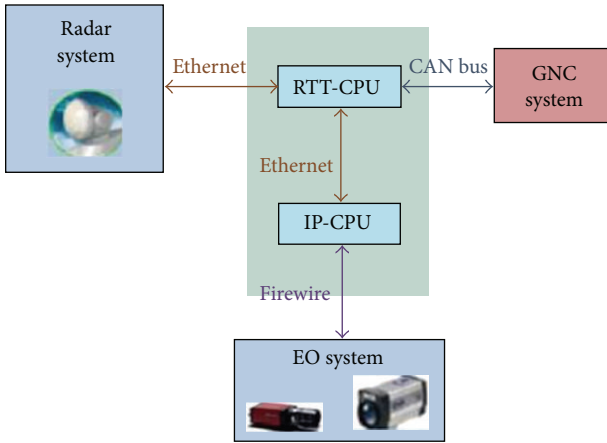 Radar
system
Ethernet
RTT-CPU
CAN bus
GNC
system
Ethernet
IP-CPU
Firewire
EO system